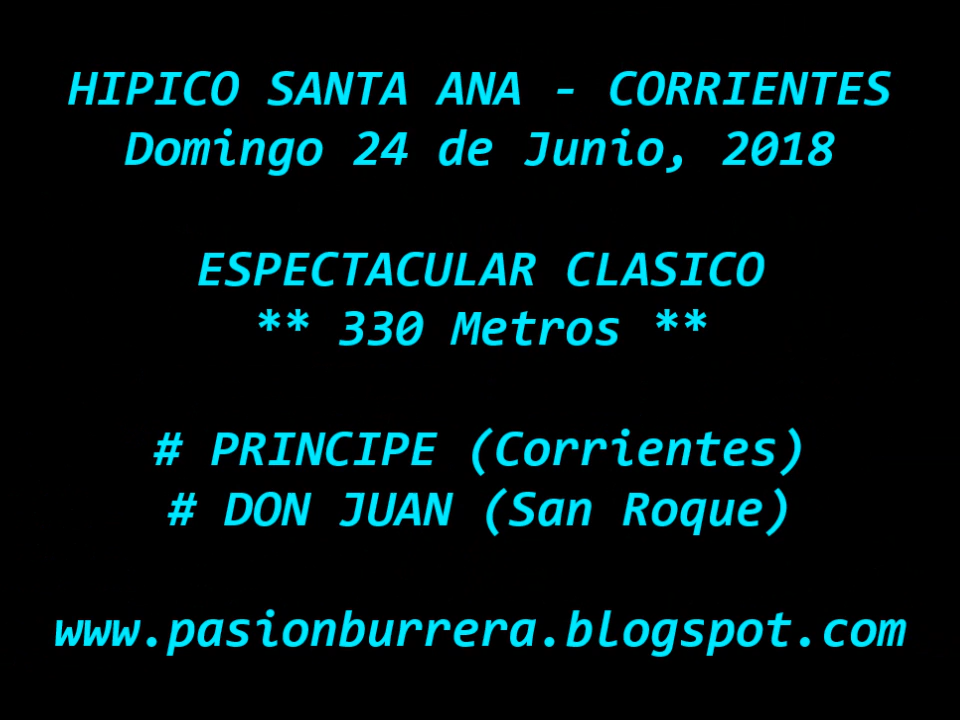 HIPICO SANTA ANA - CORRIENTES
Domingo 24 de Junio, 2018
ESPECTACULAR CLASICO
** 330 Metros **
# PRINCIPE (Corrientes)
# DON JUAN (San Roque)
www.pasionburrera.blogspot.com